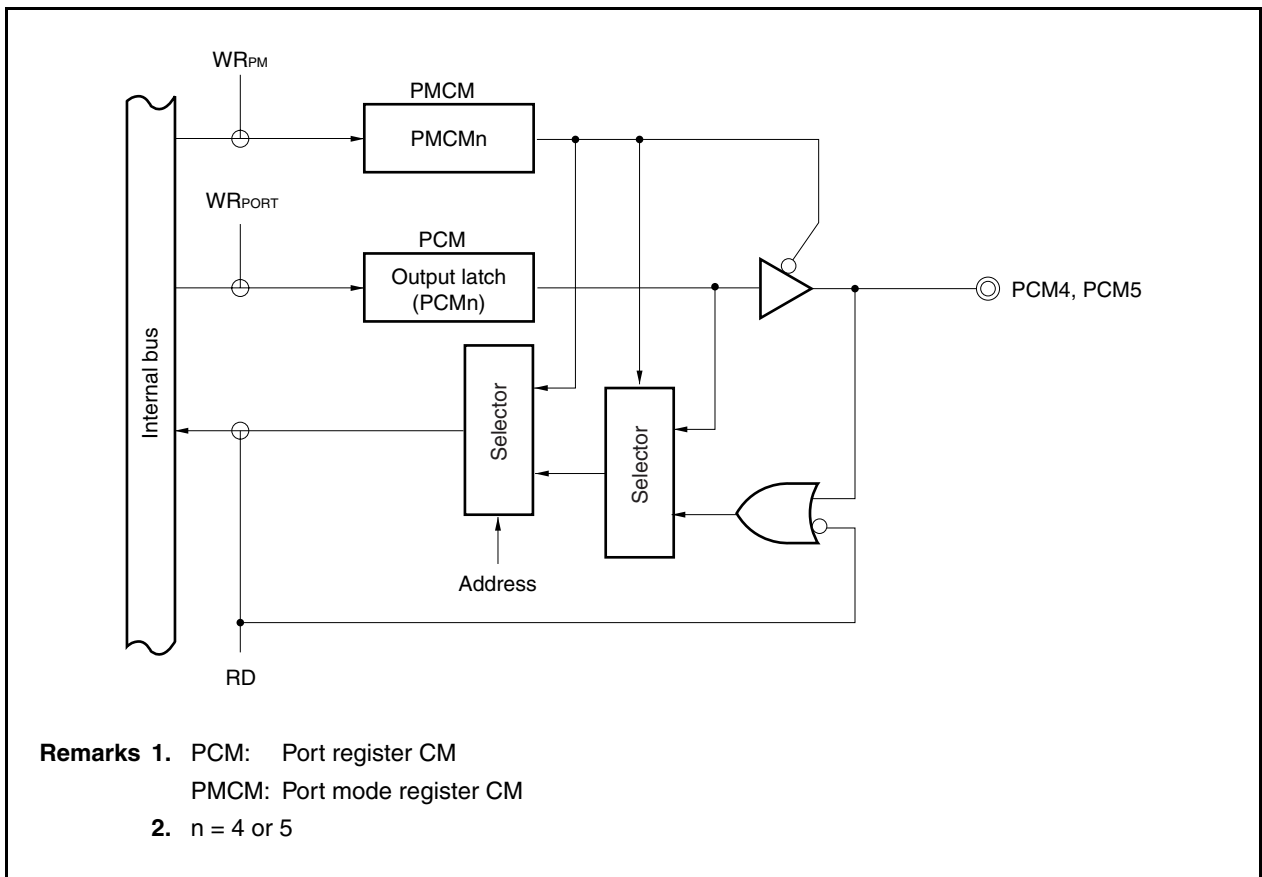 WRPM
PMCM
PMCMn
WRPORT
PCM
Output latch
(PCMn)
PCM4, PCM5
Internal bus
Selector
Selector
Address
RD
Remarks 1. PCM: Port register CM
PMCM: Port mode register CM
2. n = 4 or 5